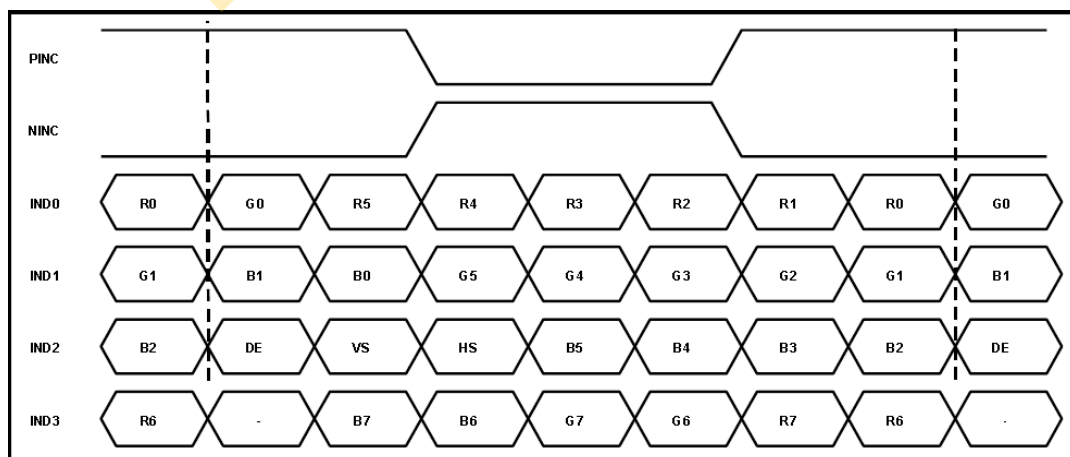 PINC
NINC
IND0 R0 G0 R5 R4 R3 R2 R1 R0 G0
IND1 G1 B1 B0 G5 G4 G3 G2 G1 B1
IND2 B2 DE VS HS B5 B4 B3 B2 DE
IND3 R6 - B7 B6 G7 G6 R7 R6 -